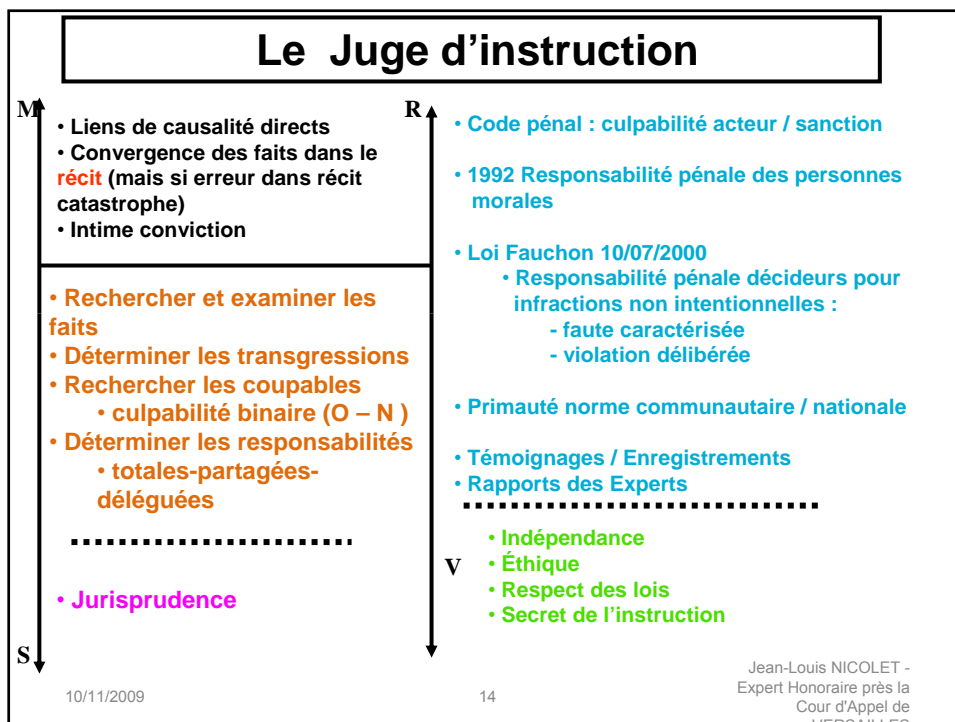 Le Juge d'instruction
M
• Liens de causalité directs
• Convergence des faits dans le
récit (mais si erreur dans récit
catastrophe)
• Intime conviction
• Rechercher et examiner les
faits
• Déterminer les transgressions
• Rechercher les coupables
• culpabilité binaire (O – N )
• Déterminer les responsabilités
• totales-partagées-
déléguées
• Jurisprudence
S
R
• Code pénal : culpabilité acteur / sanction
• 1992 Responsabilité pénale des personnes
morales
• Loi Fauchon 10/07/2000
• Responsabilité pénale décideurs pour
infractions non intentionnelles :
- faute caractérisée
- violation délibérée
• Primauté norme communautaire / nationale
• Témoignages / Enregistrements
• Rapports des Experts
V
• Indépendance
• Éthique
• Respect des lois
• Secret de l'instruction
10/11/2009
14
Jean-Louis NICOLET -
Expert Honoraire près la
Cour d'Appel de
VERSAILLES